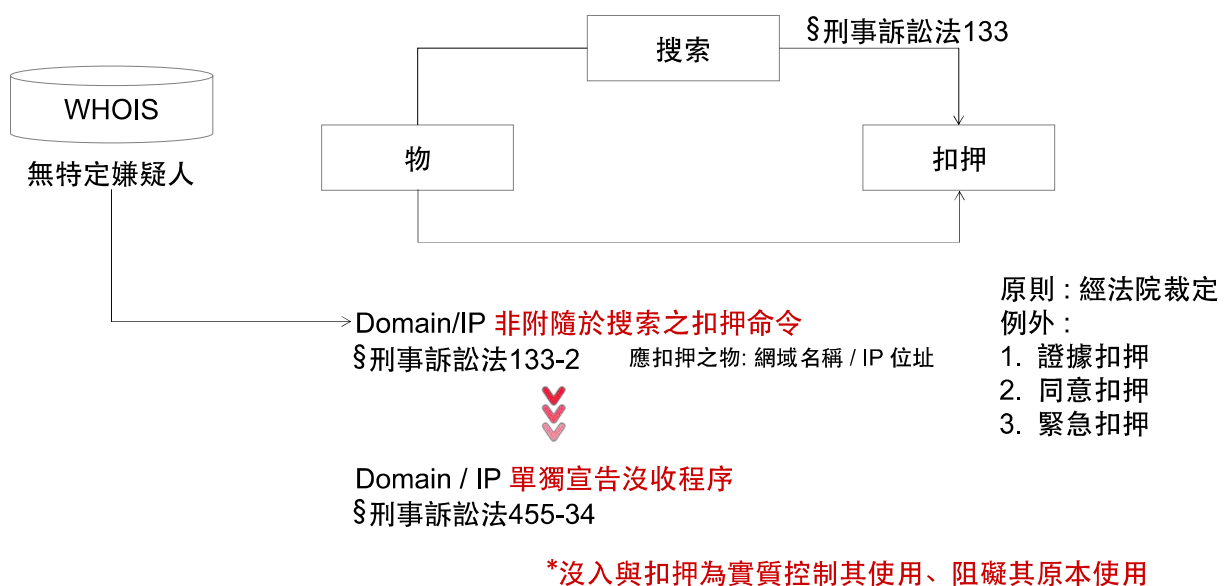 搜索
§刑事訴訟法133
WHOIS
無特定嫌疑人
物
扣押
Domain/IP 非附隨於搜索之扣押命令
§刑事訴訟法133-2
應扣押之物: 網域名稱 / IP 位址
原則 : 經法院裁定
例外 :
1. 證據扣押
2. 同意扣押
3. 緊急扣押
Domain / IP 單獨宣告沒收程序
§刑事訴訟法455-34
*沒入與扣押為實質控制其使用、阻礙其原本使用